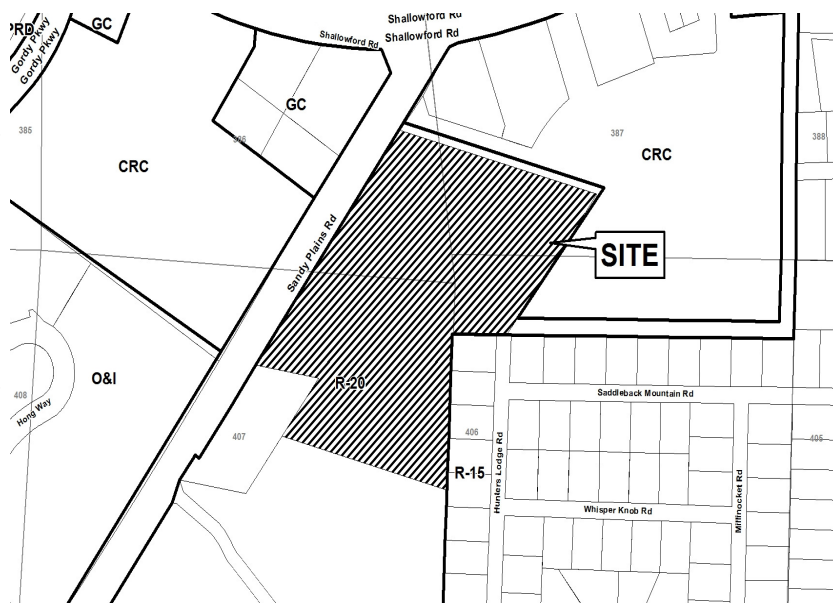 Shallowford Rd
Shallowford Rd
Shallowford Rd
PRD
GC
Gordy Pkwy
Gordy Pkwy
GC
385
386
387
388
CRC
CRC
Sandy Plains Rd
SITE
O&I
R-20
408
Hong Way
407
406
405
Saddleback Mountain Rd
Hunters Lodge Rd
R-15
Whisper Knob Rd
Miffinocket Rd